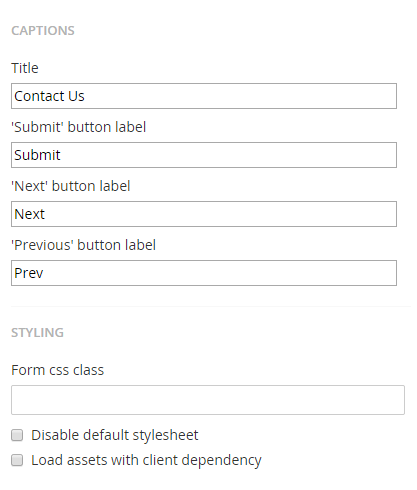 CAPTIONS
Title
Contact Us
'Submit' button label
Submit
'Next' button label
Next
'Previous' button label
Prev
STYLING
Form css class
Disable default stylesheet
Load assets with client dependency